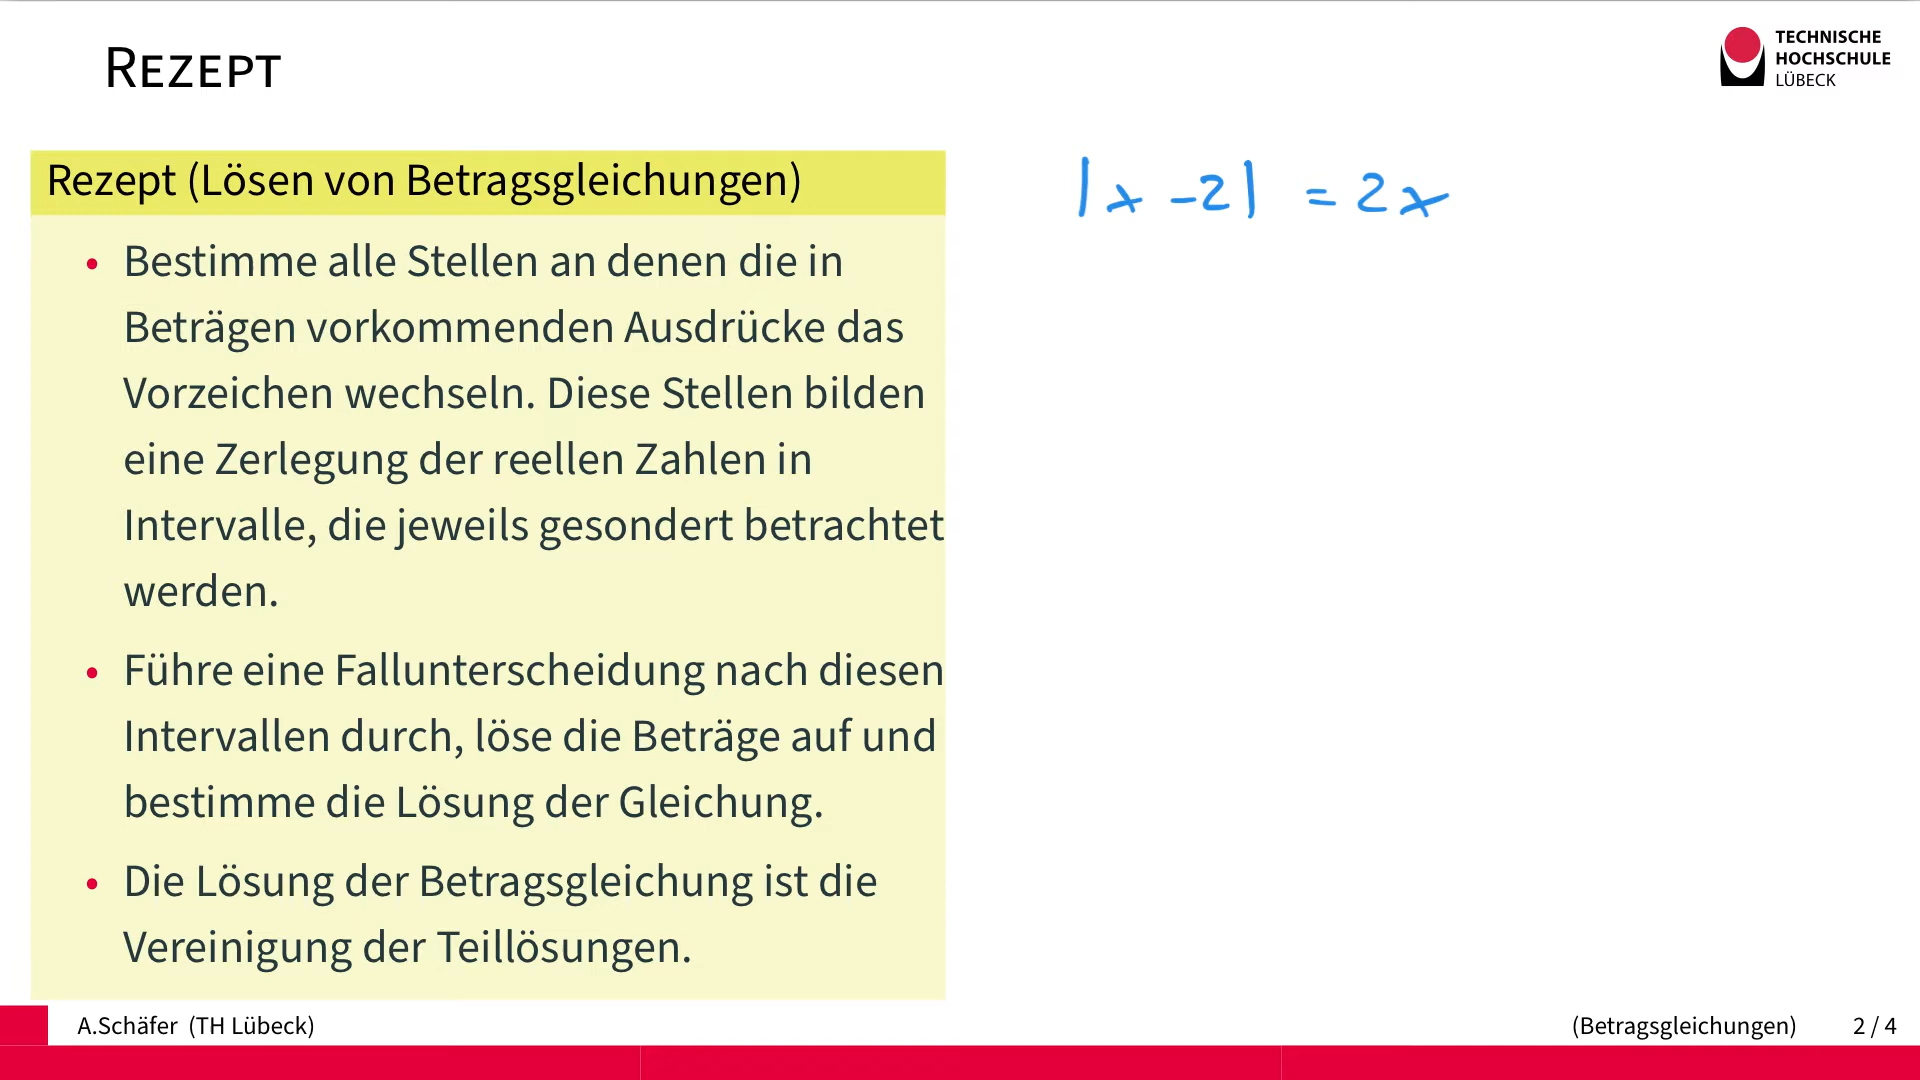 REZEPT
TECHNISCHE
HOCHSCHULE
LÜBECK
Rezept (Lösen von Betragsgleichungen)
|x -2| = 2x
• Bestimme alle Stellen an denen die in
Beträgen vorkommenden Ausdrücke das
Vorzeichen wechseln. Diese Stellen bilden
eine Zerlegung der reellen Zahlen in
Intervalle, die jeweils gesondert betrachtet
werden.
• Führe eine Fallunterscheidung nach diesen
Intervallen durch, löse die Beträge auf und
bestimme die Lösung der Gleichung.
• Die Lösung der Betragsgleichung ist die
Vereinigung der Teillösungen.
A.Schäfer (TH Lübeck) (Betragsgleichungen) 2 / 4